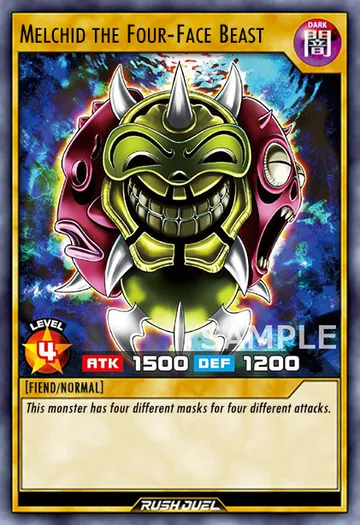 MELCHID THE FOUR-FACE BEAST
DARK
闇
SAMPLE
LEVEL
4
ATK 1500 DEF 1200
[FIEND/NORMAL]
This monster has four different masks for four different attacks.
RUSH DUEL